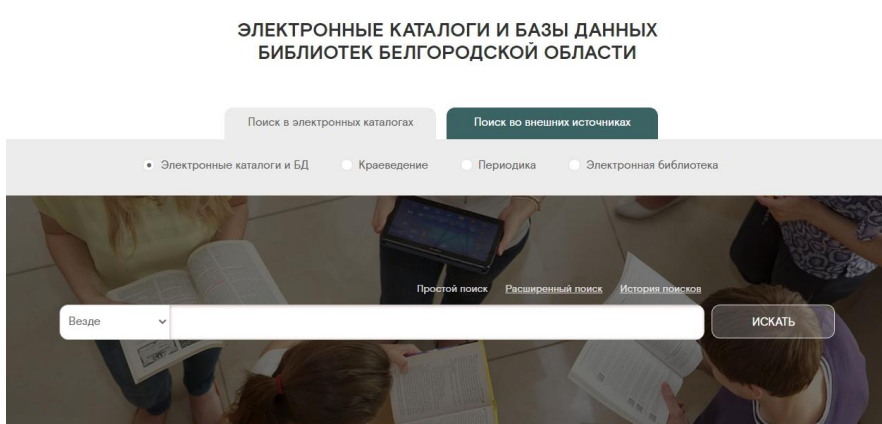 ЭЛЕКТРОННЫЕ КАТАЛОГИ И БАЗЫ ДАННЫХ
БИБЛИОТЕК БЕЛГОРОДСКОЙ ОБЛАСТИ
Поиск в электронных каталогах
Поиск во внешних источниках
Электронные каталоги и БД
Краеведение
Периодика
Электронная библиотека
Простой поиск
Расширенный поиск
История поисков
Везде
ИСКАТЬ